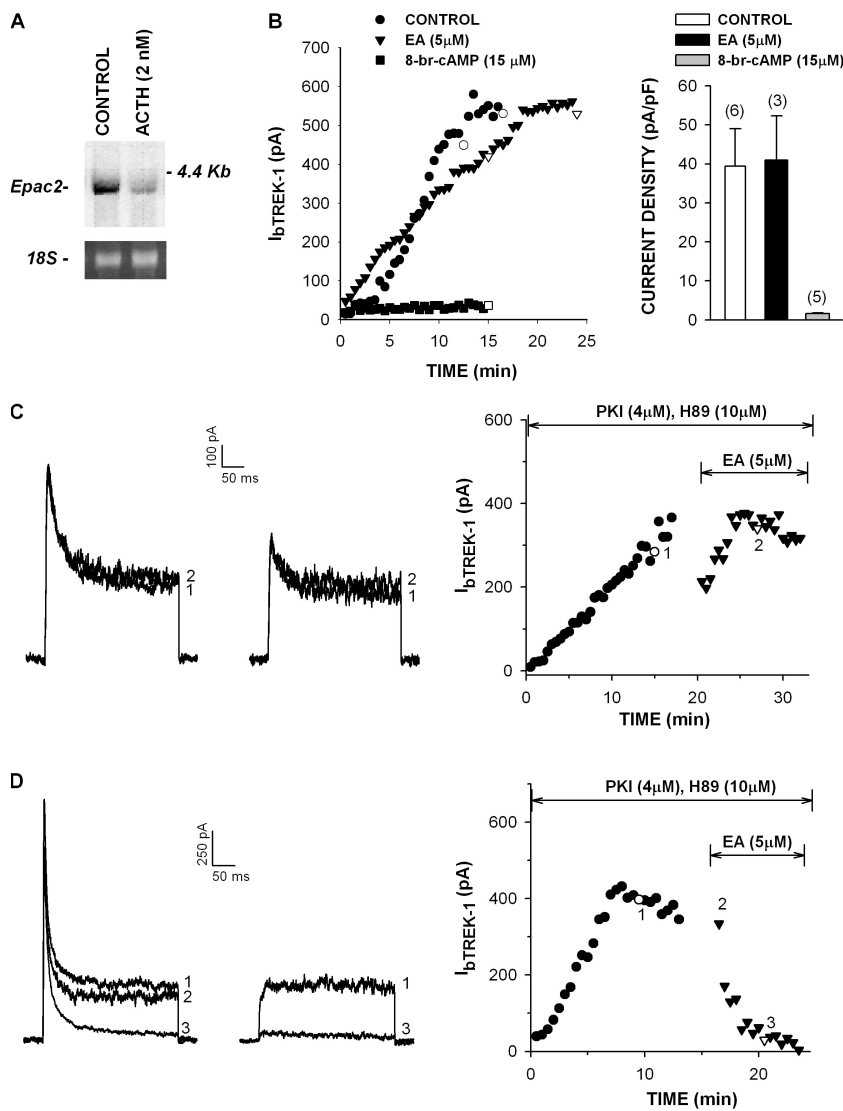 A
CONTROL
ACTH (2 nM)
- 4.4 Kb
Epac2-
18S -
B
CONTROL
EA (5μM)
8-br-cAMP (15 μM)
700
600
500
400
300
200
100
0
IbTREK-1 (pA)
0 5 10 15 20 25
TIME (min)
CONTROL
EA (5μM)
8-br-cAMP (15μM)
60
50
40
30
20
10
0
CURRENT DENSITY (pA/pF)
(6)
(3)
(5)
C
100 pA
50 ms
2
1
2
1
PKI (4μM), H89 (10μM)
EA (5μM)
600
400
200
0
IbTREK-1 (pA)
1
2
0 10 20 30
TIME (min)
D
250 pA
50 ms
1
2
3
1
3
PKI (4μM), H89 (10μM)
EA (5μM)
600
400
200
0
IbTREK-1 (pA)
1
2
3
0 10 20
TIME (min)